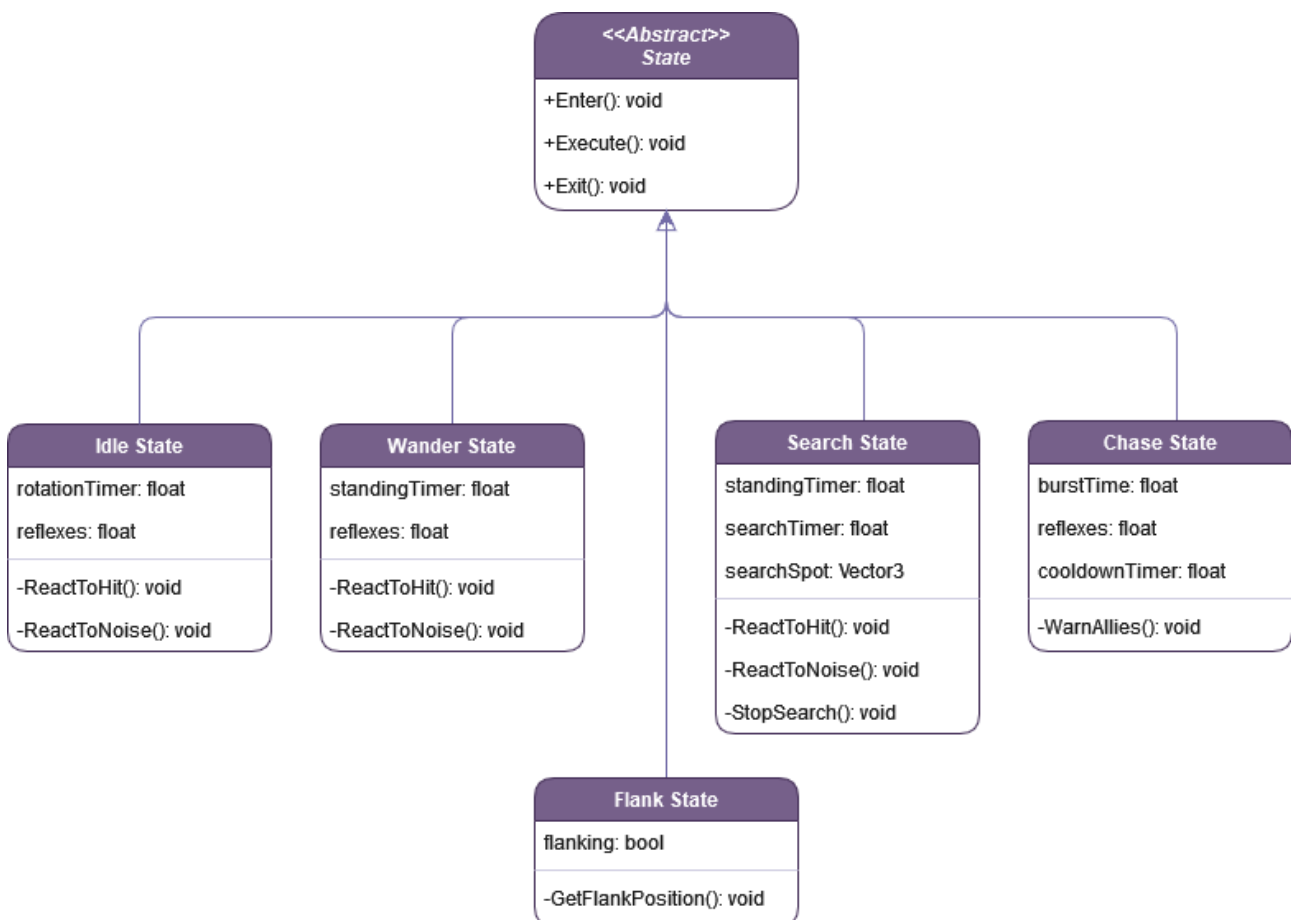 <<Abstract>>
State
+Enter(): void
+Execute(): void
+Exit(): void
Idle State
rotationTimer: float
reflexes: float
-ReactToHit(): void
-ReactToNoise(): void
Wander State
standingTimer: float
reflexes: float
-ReactToHit(): void
-ReactToNoise(): void
Search State
standingTimer: float
searchTimer: float
searchSpot: Vector3
-ReactToHit(): void
-ReactToNoise(): void
-StopSearch(): void
Chase State
burstTime: float
reflexes: float
cooldownTimer: float
-WarnAllies(): void
Flank State
flanking: bool
-GetFlankPosition(): void